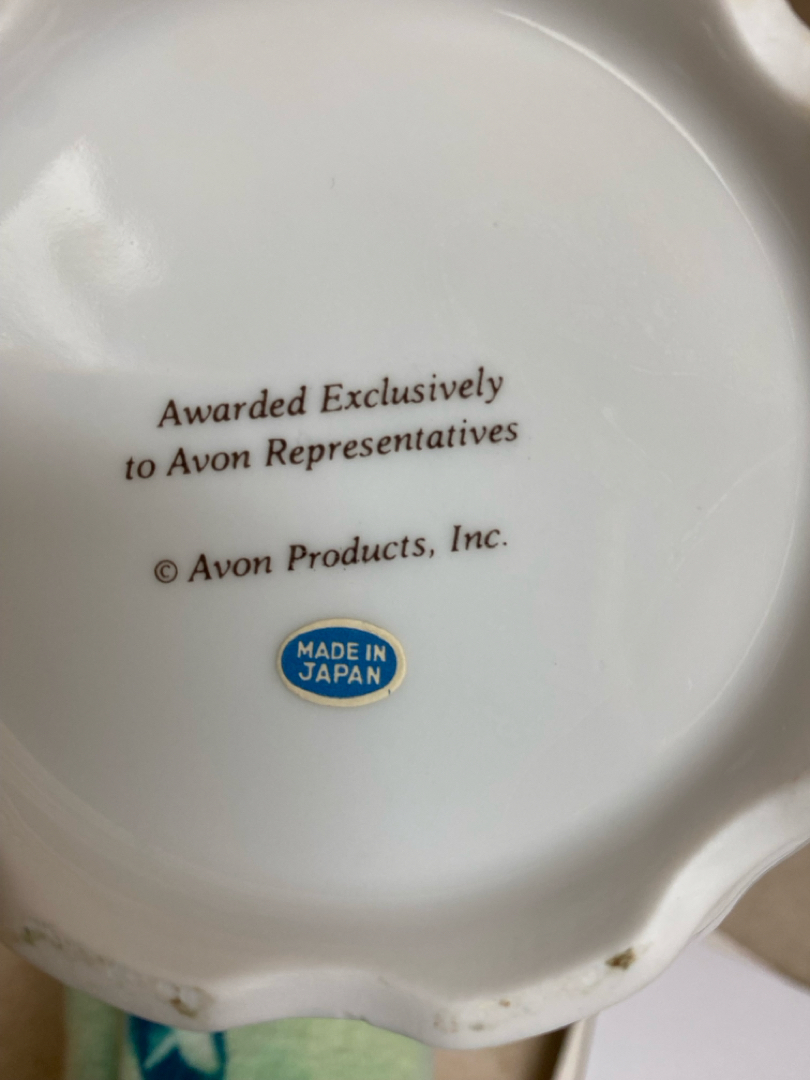 Awarded Exclusively
to Avon Representatives
© Avon Products, Inc.
MADE IN
JAPAN